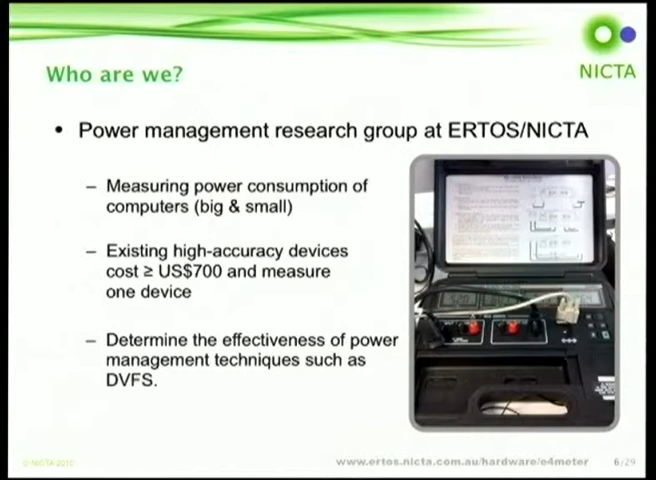 Who are we?
NICTA
• Power management research group at ERTOS/NICTA
– Measuring power consumption of
computers (big & small)
– Existing high-accuracy devices
cost ≥ US$700 and measure
one device
– Determine the effectiveness of power
management techniques such as
DVFS.
© NICTA 2010
www.ertos.nicta.com.au/hardware/e4meter
6/29